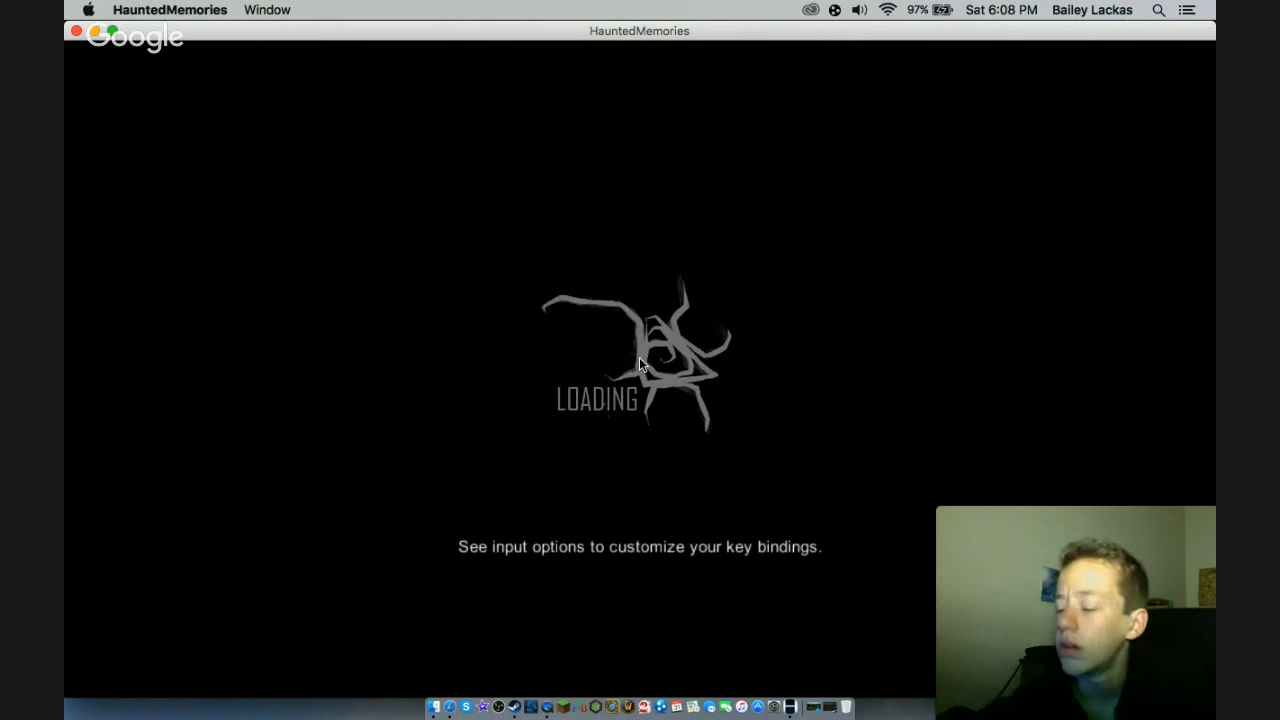 HauntedMemories Window 97% Sat 6:08 PM Bailey Lackas
HauntedMemories
Google
LOADING
See input options to customize your key bindings.